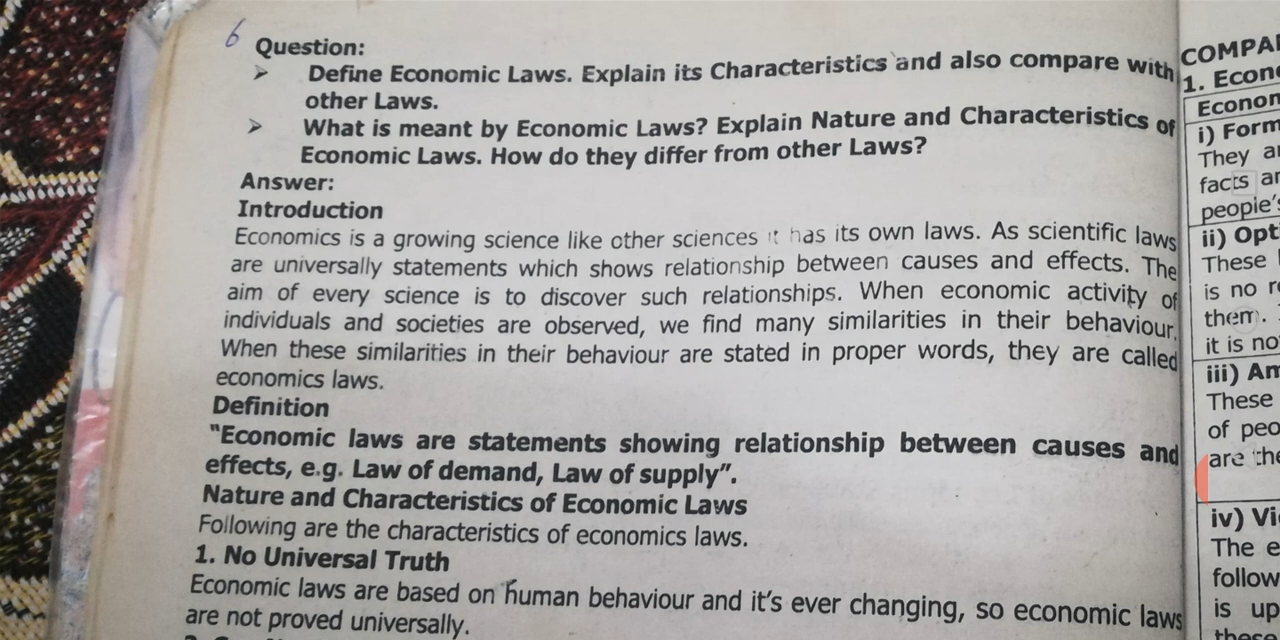 6
Question:
➤ Define Economic Laws. Explain its Characteristics and also compare with
other Laws.
➤ What is meant by Economic Laws? Explain Nature and Characteristics of
Economic Laws. How do they differ from other Laws?
Answer:
Introduction
Economics is a growing science like other sciences it has its own laws. As scientific laws
are universally statements which shows relationship between causes and effects. The
aim of every science is to discover such relationships. When economic activity of
individuals and societies are observed, we find many similarities in their behaviour.
When these similarities in their behaviour are stated in proper words, they are called
economics laws.
Definition
"Economic laws are statements showing relationship between causes and
effects, e.g. Law of demand, Law of supply".
Nature and Characteristics of Economic Laws
Following are the characteristics of economics laws.
1. No Universal Truth
Economic laws are based on human behaviour and it's ever changing, so economic laws
are not proved universally.
1. Econ
Econom
i) Form
They
facts
people's
ii) Opt
These
is no
them.
it is no
iii)
These
of peo
are the
iv)
The e
follow
is up